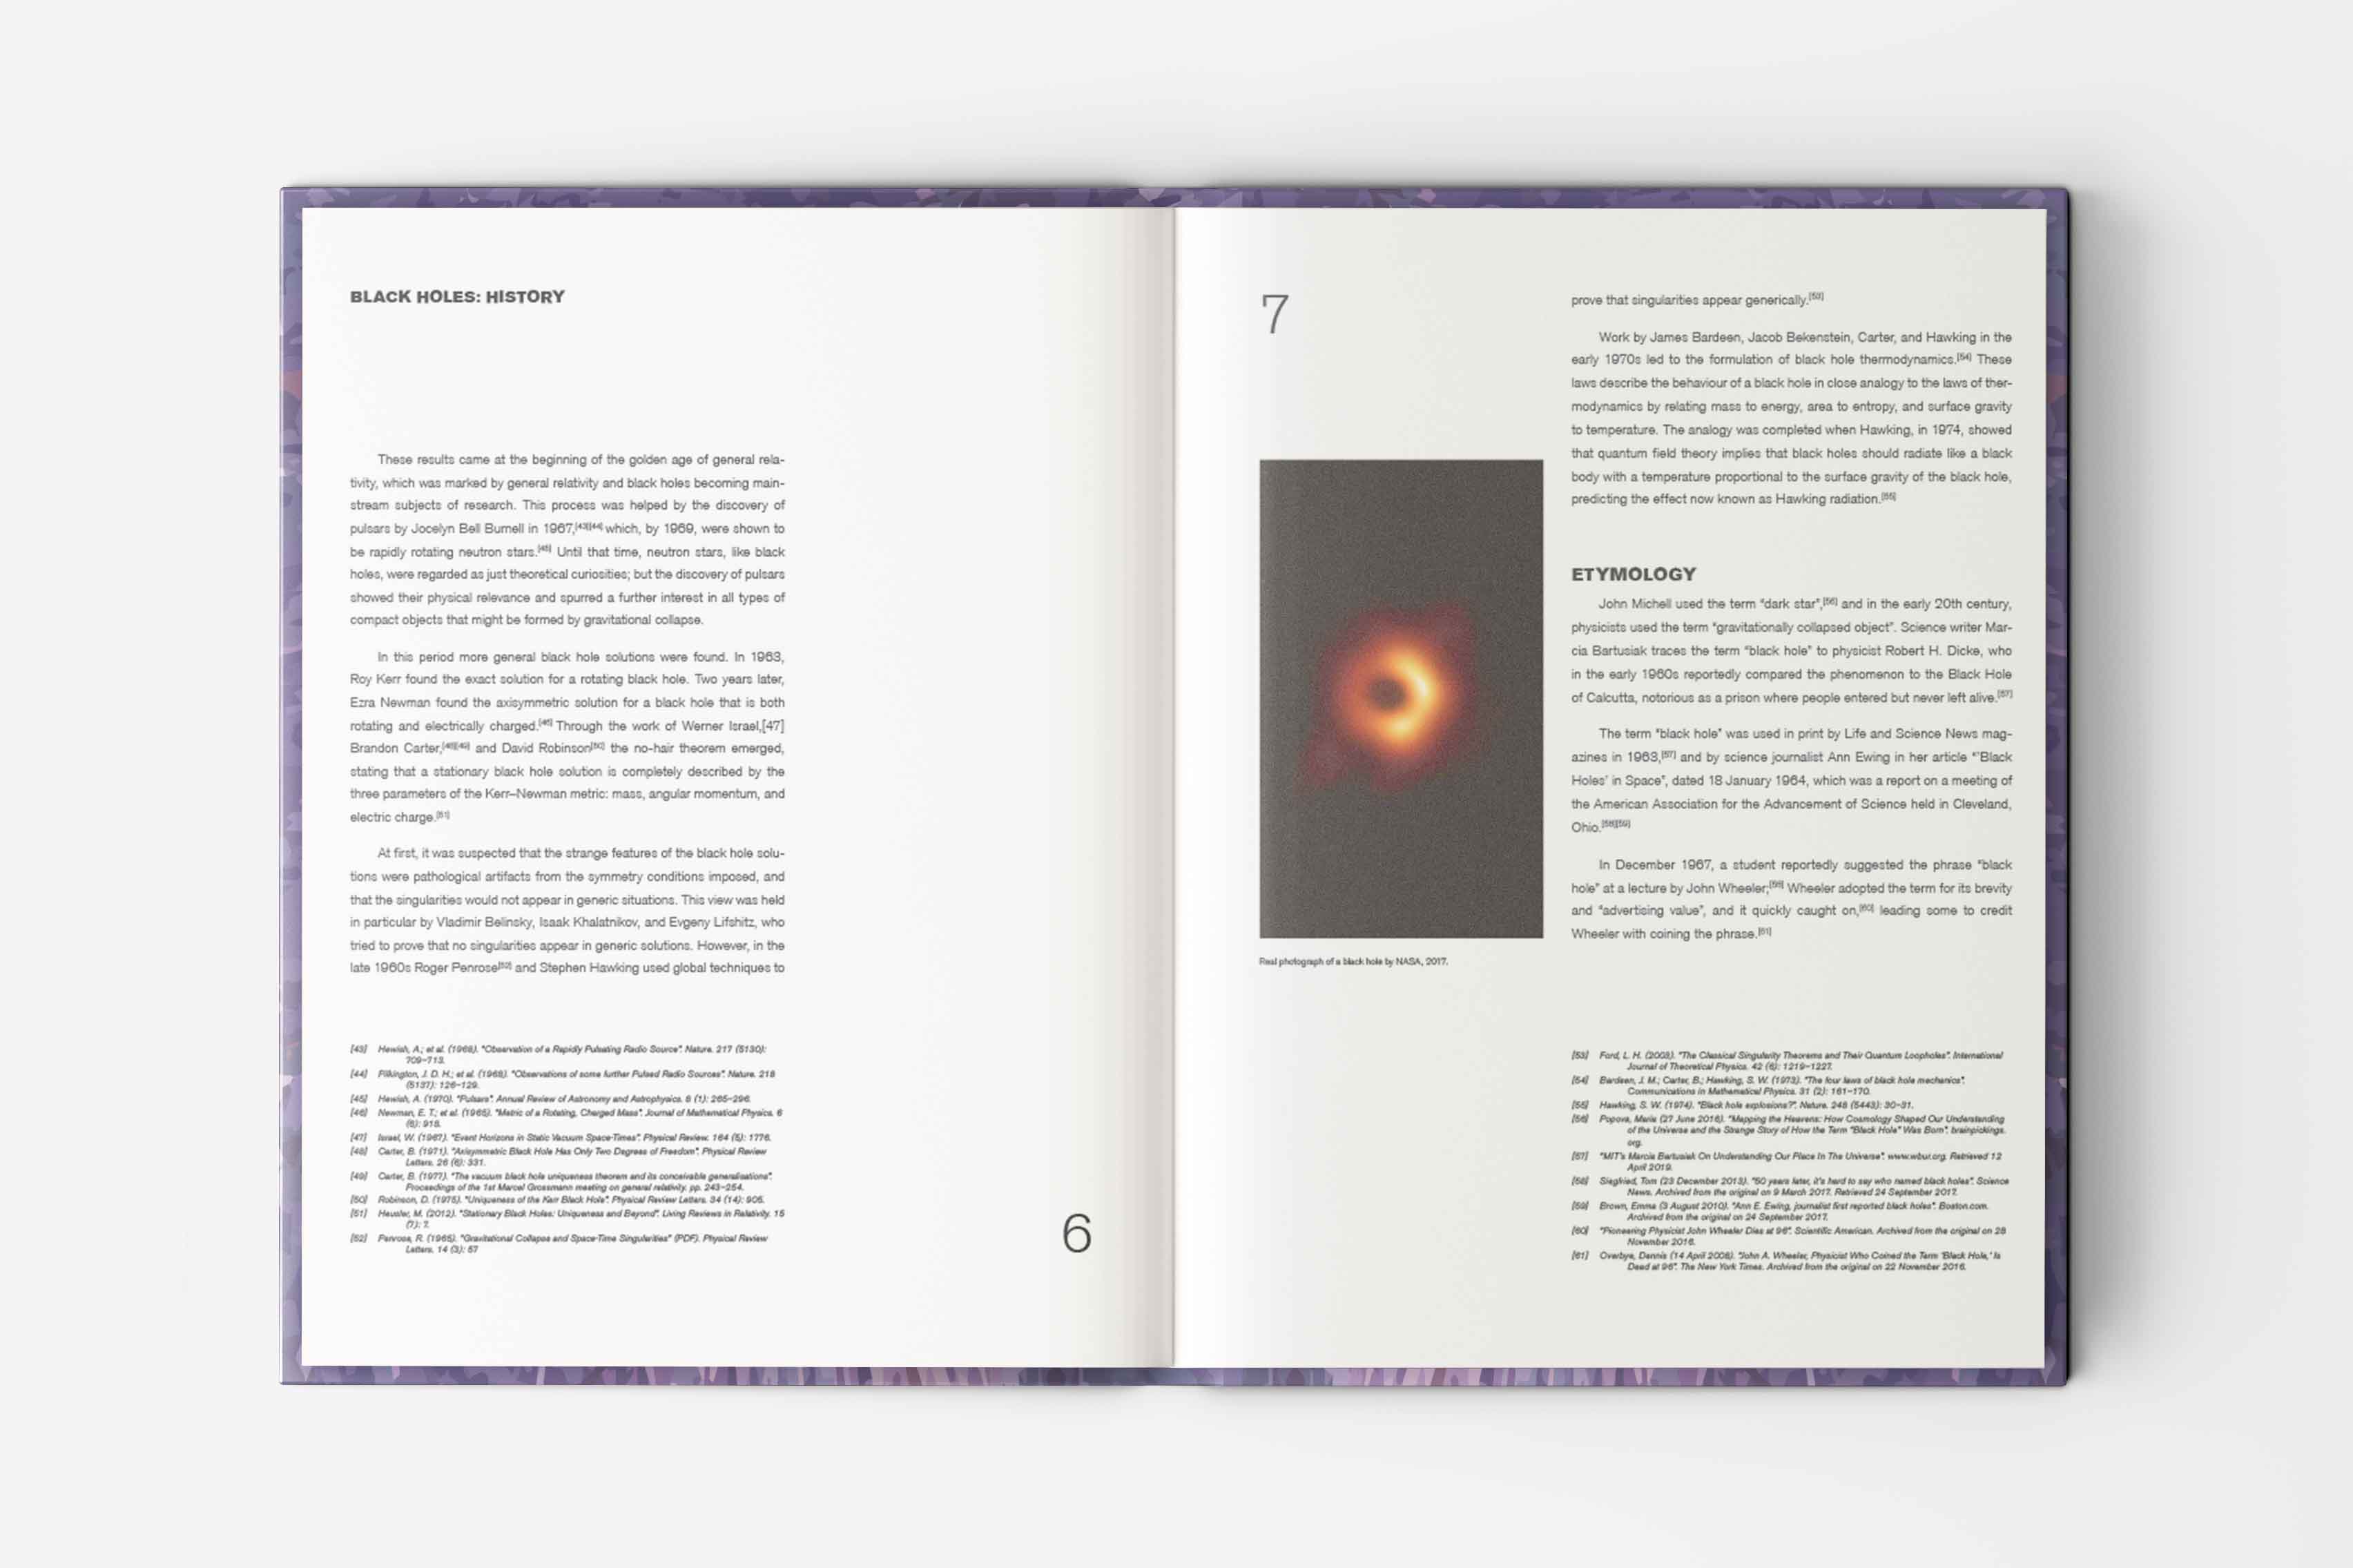 BLACK HOLES: HISTORY
These results came at the beginning of the golden age of general rela-
tivity, which was marked by general relativity and black holes becoming main-
stream subjects of research. This process was helped by the discovery of
pulsars by Jocelyn Bell Burnell in 1967,[43][44] which, by 1969, were shown to
be rapidly rotating neutron stars.[45] Until that time, neutron stars, like black
holes, were regarded as just theoretical curiosities; but the discovery of pulsars
showed their physical relevance and spurred a further interest in all types of
compact objects that might be formed by gravitational collapse.
In this period more general black hole solutions were found. In 1963,
Roy Kerr found the exact solution for a rotating black hole. Two years later,
Ezra Newman found the axisymmetric solution for a black hole that is both
rotating and electrically charged.[46] Through the work of Werner Israel,[47]
Brandon Carter,[48][49] and David Robinson[50] the no-hair theorem emerged,
stating that a stationary black hole solution is completely described by the
three parameters of the Kerr–Newman metric: mass, angular momentum, and
electric charge.[51]
At first, it was suspected that the strange features of the black hole solu-
tions were pathological artifacts from the symmetry conditions imposed, and
that the singularities would not appear in generic situations. This view was held
in particular by Vladimir Belinsky, Isaak Khalatnikov, and Evgeny Lifshitz, who
tried to prove that no singularities appear in generic solutions. However, in the
late 1960s Roger Penrose[52] and Stephen Hawking used global techniques to
[43] Hewish, A.; et al. (1968). "Observation of a Rapidly Pulsating Radio Source". Nature. 217 (5130):
709–713.
[44] Pilkington, J. D. H.; et al. (1968). "Observations of some further Pulsed Radio Sources". Nature. 218
(5137): 126–129.
[45] Hewish, A. (1970). "Pulsars". Annual Review of Astronomy and Astrophysics. 8 (1): 265–296.
[46] Newman, E. T.; et al. (1965). "Metric of a Rotating, Charged Mass". Journal of Mathematical Physics. 6
(6): 918.
[47] Israel, W. (1967). "Event Horizons in Static Vacuum Space-Times". Physical Review. 164 (5): 1776.
[48] Carter, B. (1971). "Axisymmetric Black Hole Has Only Two Degrees of Freedom". Physical Review
Letters. 26 (6): 331.
[49] Carter, B. (1977). "The vacuum black hole uniqueness theorem and its conceivable generalisations".
Proceedings of the 1st Marcel Grossmann meeting on general relativity. pp. 243–254.
[50] Robinson, D. (1975). "Uniqueness of the Kerr Black Hole". Physical Review Letters. 34 (14): 905.
[51] Heusler, M. (2012). "Stationary Black Holes: Uniqueness and Beyond". Living Reviews in Relativity. 15
(7): 7.
[52] Penrose, R. (1965). "Gravitational Collapse and Space-Time Singularities" (PDF). Physical Review
Letters. 14 (3): 57
6
7
Real photograph of a black hole by NASA, 2017.
prove that singularities appear generically.[53]
Work by James Bardeen, Jacob Bekenstein, Carter, and Hawking in the
early 1970s led to the formulation of black hole thermodynamics.[54] These
laws describe the behaviour of a black hole in close analogy to the laws of ther-
modynamics by relating mass to energy, area to entropy, and surface gravity
to temperature. The analogy was completed when Hawking, in 1974, showed
that quantum field theory implies that black holes should radiate like a black
body with a temperature proportional to the surface gravity of the black hole,
predicting the effect now known as Hawking radiation.[55]
ETYMOLOGY
John Michell used the term "dark star",[56] and in the early 20th century,
physicists used the term "gravitationally collapsed object". Science writer Mar-
cia Bartusiak traces the term "black hole" to physicist Robert H. Dicke, who
in the early 1960s reportedly compared the phenomenon to the Black Hole
of Calcutta, notorious as a prison where people entered but never left alive.[57]
The term "black hole" was used in print by Life and Science News mag-
azines in 1963,[57] and by science journalist Ann Ewing in her article "'Black
Holes' in Space", dated 18 January 1964, which was a report on a meeting of
the American Association for the Advancement of Science held in Cleveland,
Ohio.[58][59]
In December 1967, a student reportedly suggested the phrase "black
hole" at a lecture by John Wheeler;[58] Wheeler adopted the term for its brevity
and "advertising value", and it quickly caught on,[60] leading some to credit
Wheeler with coining the phrase.[61]
[53] Ford, L. H. (2003). "The Classical Singularity Theorems and Their Quantum Loopholes". International
Journal of Theoretical Physics. 42 (6): 1219–1227.
[54] Bardeen, J. M.; Carter, B.; Hawking, S. W. (1973). "The four laws of black hole mechanics".
Communications in Mathematical Physics. 31 (2): 161–170.
[55] Hawking, S. W. (1974). "Black hole explosions?". Nature. 248 (5443): 30–31.
[56] Popova, Maria (27 June 2016). "Mapping the Heavens: How Cosmology Shaped Our Understanding
of the Universe and the Strange Story of How the Term "Black Hole" Was Born". brainpickings.
org.
[57] "MIT's Marcia Bartusiak On Understanding Our Place In The Universe". www.wbur.org. Retrieved 12
April 2019.
[58] Siegfried, Tom (23 December 2013). "50 years later, it's hard to say who named black holes". Science
News. Archived from the original on 9 March 2017. Retrieved 24 September 2017.
[59] Brown, Emma (3 August 2010). "Ann E. Ewing, journalist first reported black holes". Boston.com.
Archived from the original on 24 September 2017.
[60] "Pioneering Physicist John Wheeler Dies at 96". Scientific American. Archived from the original on 28
November 2016.
[61] Overbye, Dennis (14 April 2008). "John A. Wheeler, Physicist Who Coined the Term 'Black Hole,' Is
Dead at 96". The New York Times. Archived from the original on 22 November 2016.